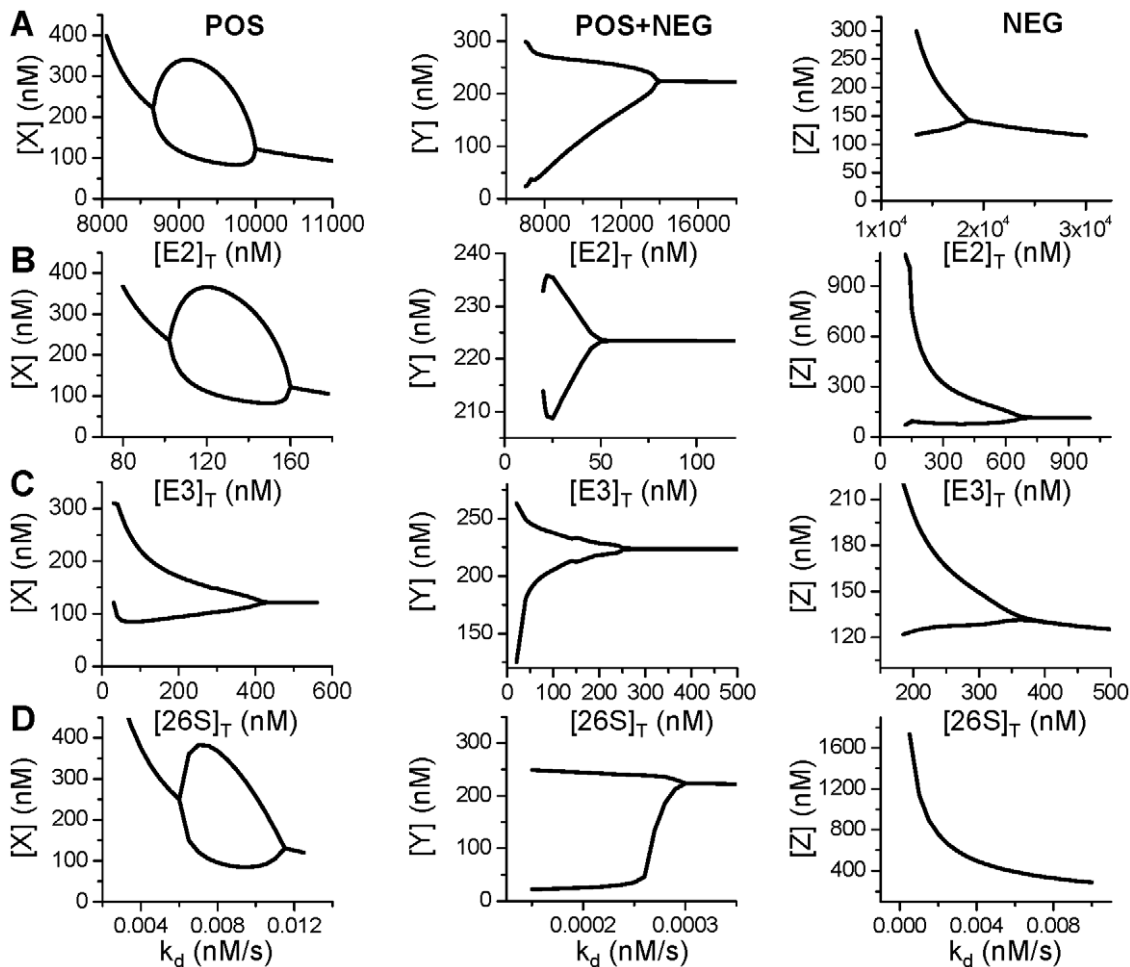 A POS POS+NEG NEG
[X] (nM) 400 300 200 100 0
8000 9000 10000 11000
[E2]T (nM)
[Y] (nM) 300 200 100 0
8000 12000 16000
[E2]T (nM)
[Z] (nM) 300 250 200 150 100 50 0
1x10⁴ 2x10⁴ 3x10⁴
[E2]T (nM)
B
[X] (nM) 400 300 200 100 0
80 120 160
[E3]T (nM)
[Y] (nM) 240 230 220 210
0 50 100
[E3]T (nM)
[Z] (nM) 900 600 300 0
0 300 600 900
[E3]T (nM)
C
[X] (nM) 300 200 100 0
0 200 400 600
[26S]T (nM)
[Y] (nM) 250 200 150
0 100 200 300 400 500
[26S]T (nM)
[Z] (nM) 210 180 150 120
200 300 400 500
[26S]T (nM)
D
[X] (nM) 400 300 200 100 0
0.004 0.008 0.012
kd (nM/s)
[Y] (nM) 300 200 100 0
0.0002 0.0003
kd (nM/s)
[Z] (nM) 1600 1200 800 400
0.000 0.004 0.008
kd (nM/s)